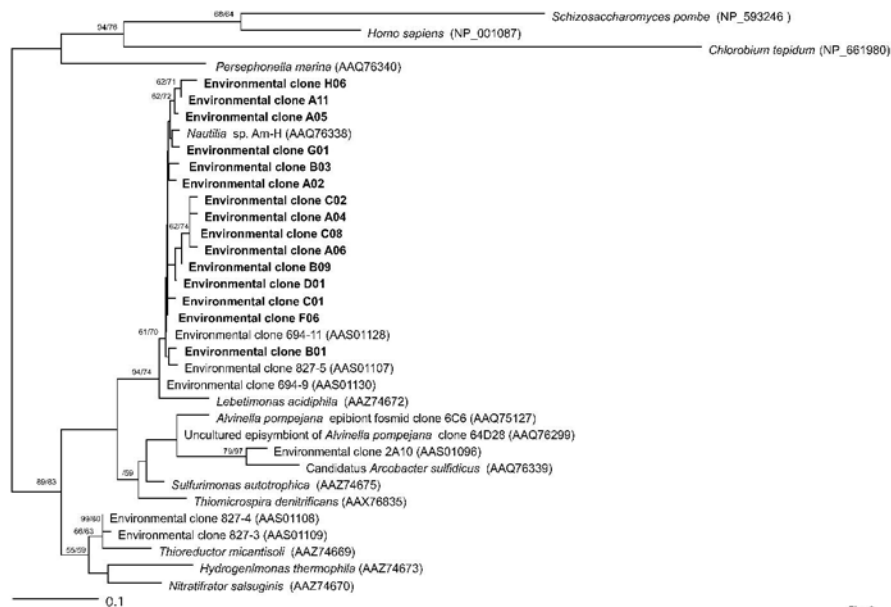 68/64
Schizosaccharomyces pombe (NP_593246 )
94/76
Homo sapiens (NP_001087)
Chlorobium tepidum (NP_661980)
Persephonella marina (AAQ76340)
62/71
Environmental clone H06
62/72
Environmental clone A11
Environmental clone A05
Nautilia sp. Am-H (AAQ76338)
Environmental clone G01
Environmental clone B03
Environmental clone A02
Environmental clone C02
Environmental clone A04
62/74
Environmental clone C08
Environmental clone A06
Environmental clone B09
Environmental clone D01
Environmental clone C01
Environmental clone F06
61/70
Environmental clone 694-11 (AAS01128)
Environmental clone B01
Environmental clone 827-5 (AAS01107)
94/74
Environmental clone 694-9 (AAS01130)
Lebetimonas acidiphila (AAZ74672)
Alvinella pompejana epibiont fosmid clone 6C6 (AAQ75127)
Uncultured episymbiont of Alvinella pompejana clone 64D28 (AAQ76299)
79/97
Environmental clone 2A10 (AAS01096)
Candidatus Arcobacter sulfidicus (AAQ76339)
/59
Sulfurimonas autotrophica (AAZ74675)
89/83
Thiomicrospira denitrificans (AAX76835)
99/60
Environmental clone 827-4 (AAS01108)
66/63
Environmental clone 827-3 (AAS01109)
55/59
Thioreductor micantisoli (AAZ74669)
Hydrogenimonas thermophila (AAZ74673)
Nitratifrator salsuginis (AAZ74670)
0.1